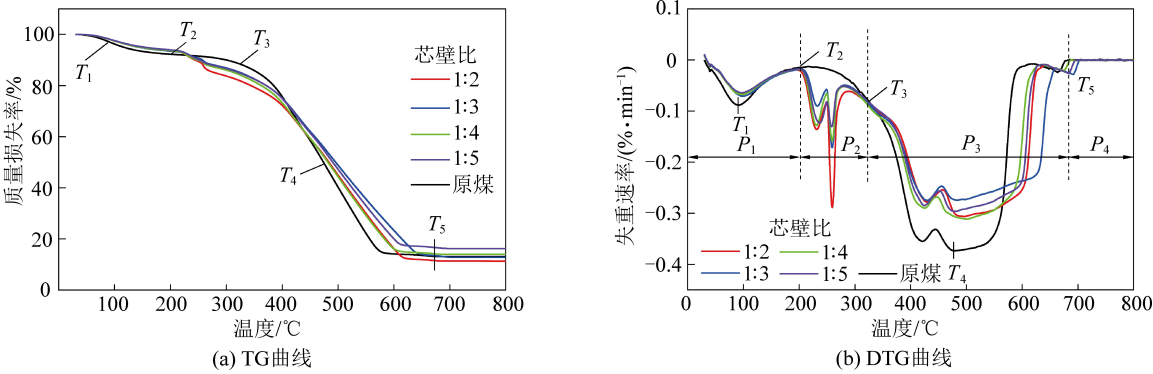 质量损失率/%
100
80
60
40
20
0
T1
T2
T3
T4
T5
芯壁比
1∶2
1∶3
1∶4
1∶5
原煤
0 100 200 300 400 500 600 700 800
温度/℃
(a) TG曲线
失重速率/(%·min⁻¹)
0.1
0
−0.1
−0.2
−0.3
−0.4
T2
T3
T1
T5
P1 P2 P3 P4
芯壁比
1∶2 1∶4
1∶3 1∶5 原煤 T4
0 100 200 300 400 500 600 700 800
温度/℃
(b) DTG曲线